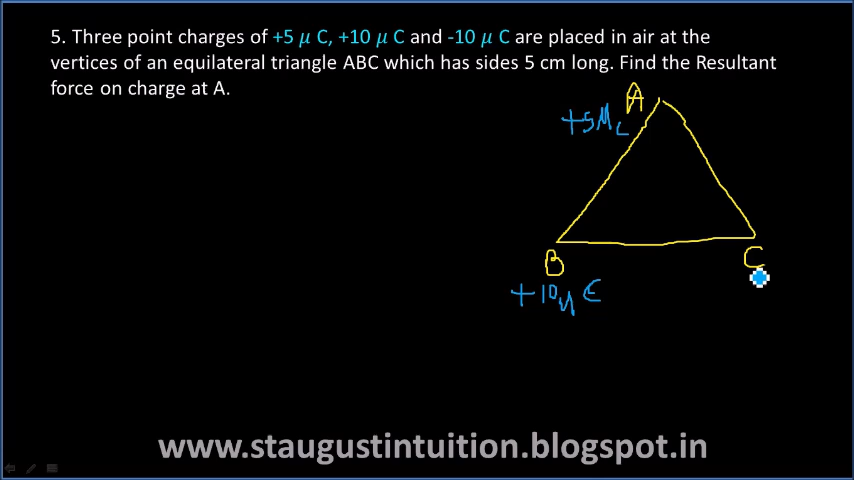 5. Three point charges of +5 μ C, +10 μ C and -10 μ C are placed in air at the
vertices of an equilateral triangle ABC which has sides 5 cm long. Find the Resultant
force on charge at A.
A
+5μc
B
C
+10μ C
www.staugustintuition.blogspot.in